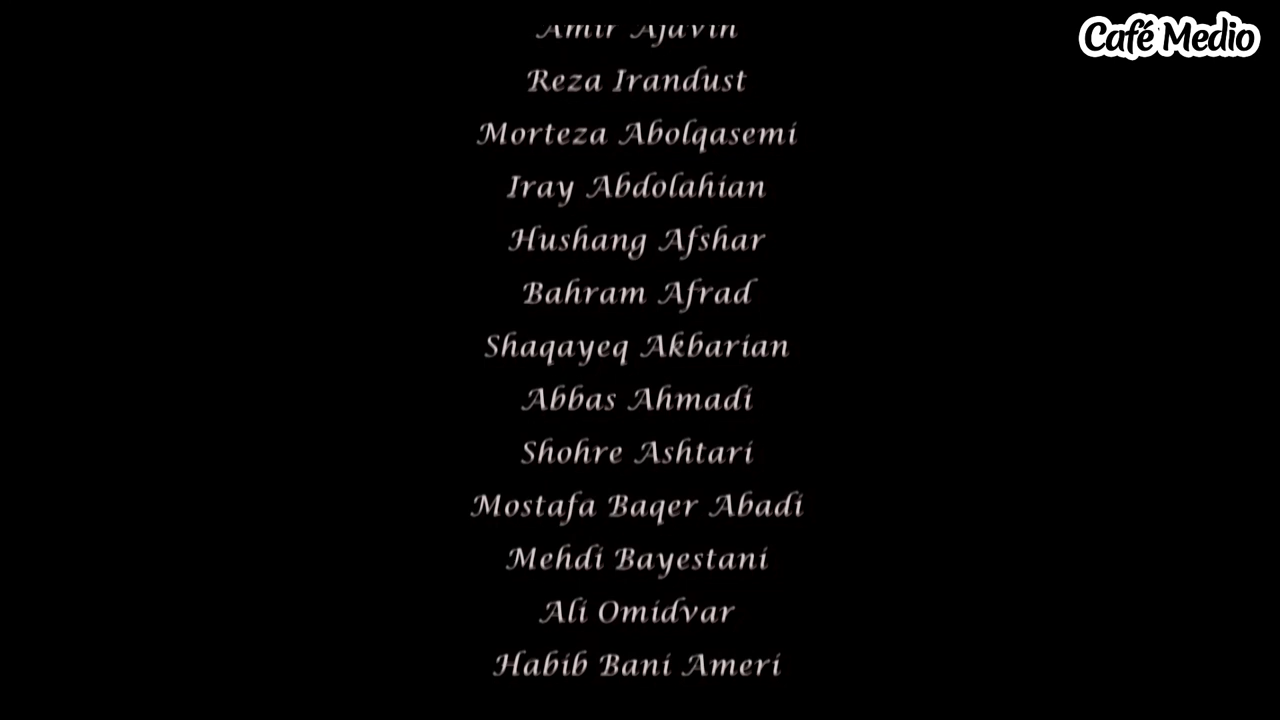 Café Medio
Reza Irandust
Morteza Abolqasemi
Iray Abdolahian
Hushang Afshar
Bahram Afrad
Shaqayeq Akbarian
Abbas Ahmadi
Shohre Ashtari
Mostafa Baqer Abadi
Mehdi Bayestani
Ali Omidvar
Habib Bani Ameri